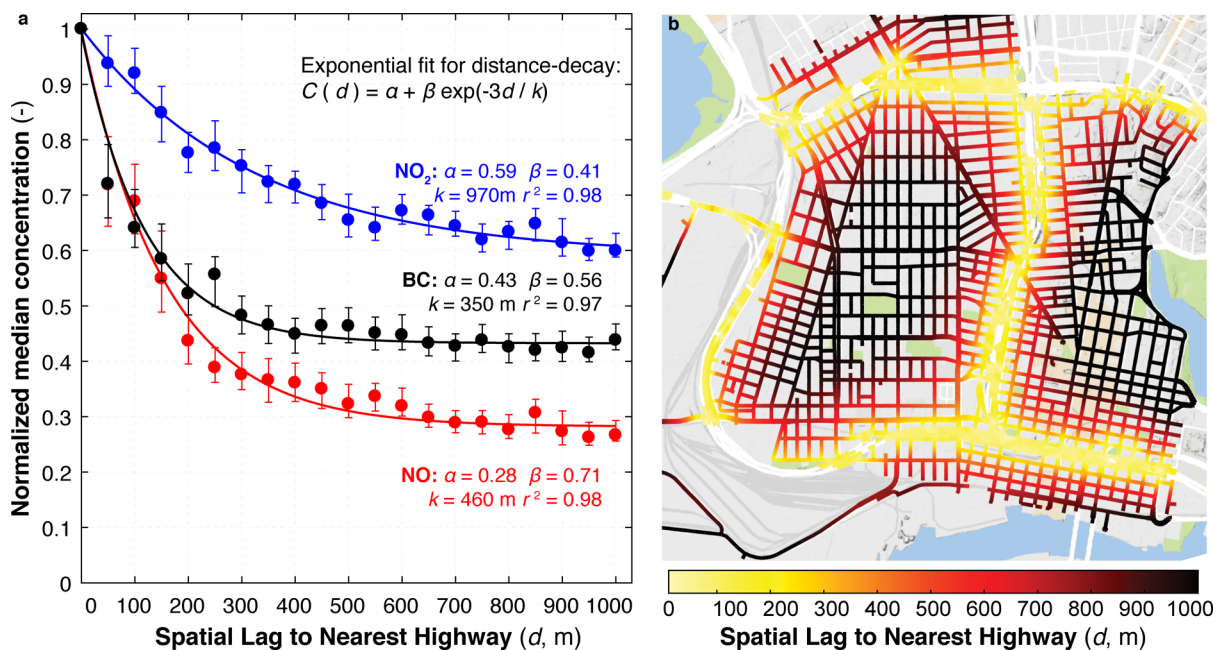 a
Normalized median concentration (-)
1
0.9
0.8
0.7
0.6
0.5
0.4
0.3
0.2
0.1
0
Exponential fit for distance-decay:
C ( d ) = α + β exp(-3d / k)
NO₂: α = 0.59 β = 0.41
k = 970m r² = 0.98
BC: α = 0.43 β = 0.56
k = 350 m r² = 0.97
NO: α = 0.28 β = 0.71
k = 460 m r² = 0.98
0 100 200 300 400 500 600 700 800 900 1000
Spatial Lag to Nearest Highway (d, m)
b
0 100 200 300 400 500 600 700 800 900 1000
Spatial Lag to Nearest Highway (d, m)